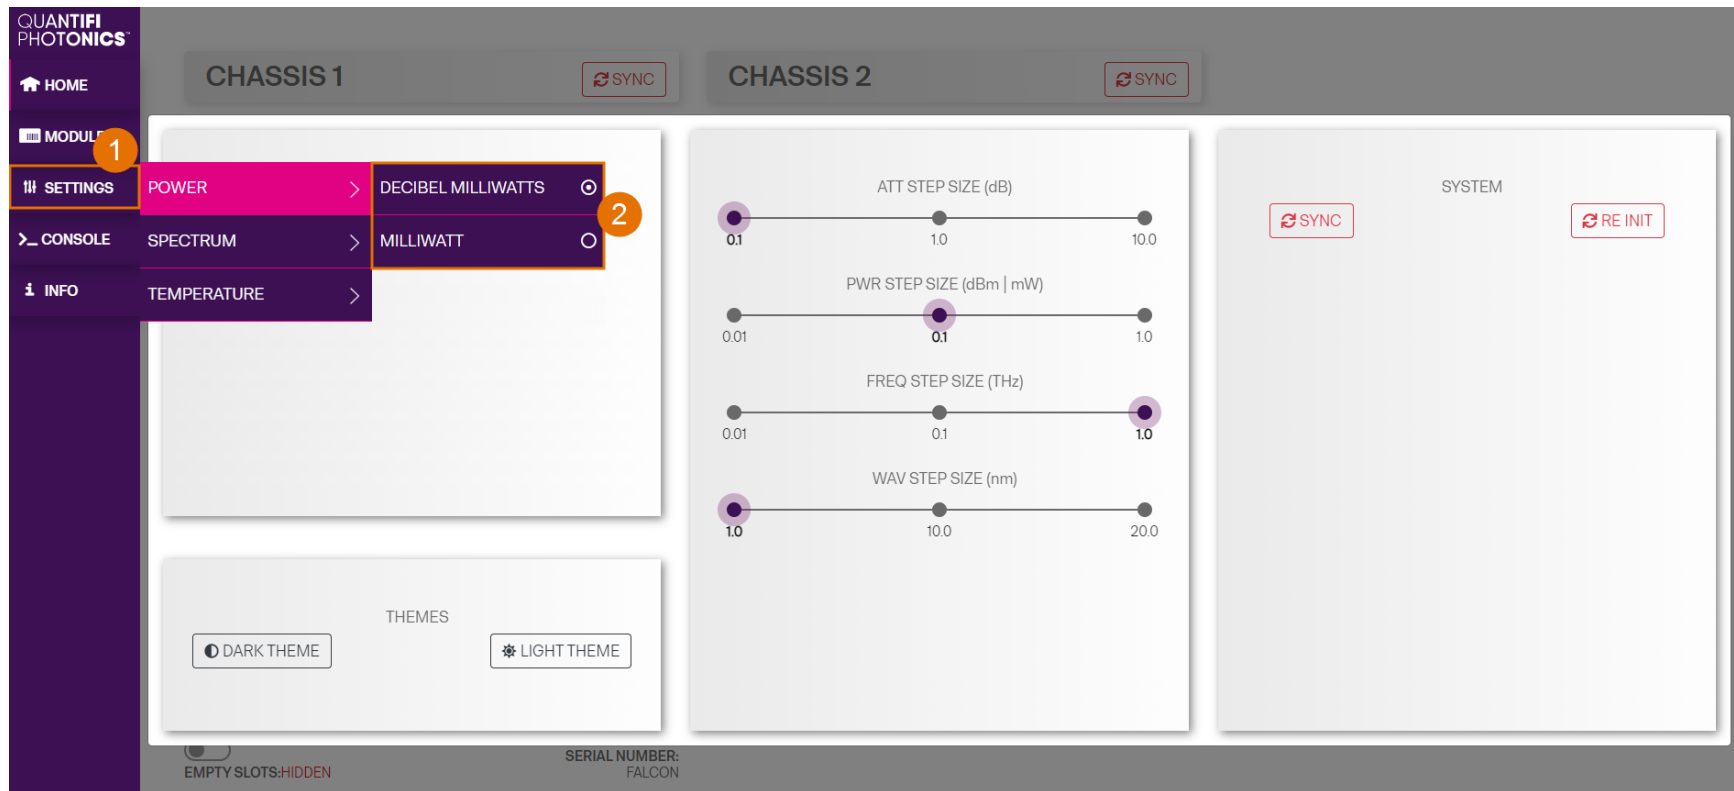 QUANTIFI
PHOTONICS™
HOME
MODULE
1
SETTINGS
>_ CONSOLE
i INFO
CHASSIS 1
SYNC
CHASSIS 2
SYNC
POWER >
SPECTRUM >
TEMPERATURE >
DECIBEL MILLIWATTS
MILLIWATT
2
THEMES
DARK THEME
LIGHT THEME
ATT STEP SIZE (dB)
0.1 1.0 10.0
PWR STEP SIZE (dBm | mW)
0.01 0.1 1.0
FREQ STEP SIZE (THz)
0.01 0.1 1.0
WAV STEP SIZE (nm)
1.0 10.0 20.0
SYSTEM
SYNC
RE INIT
EMPTY SLOTS:HIDDEN
SERIAL NUMBER:
FALCON